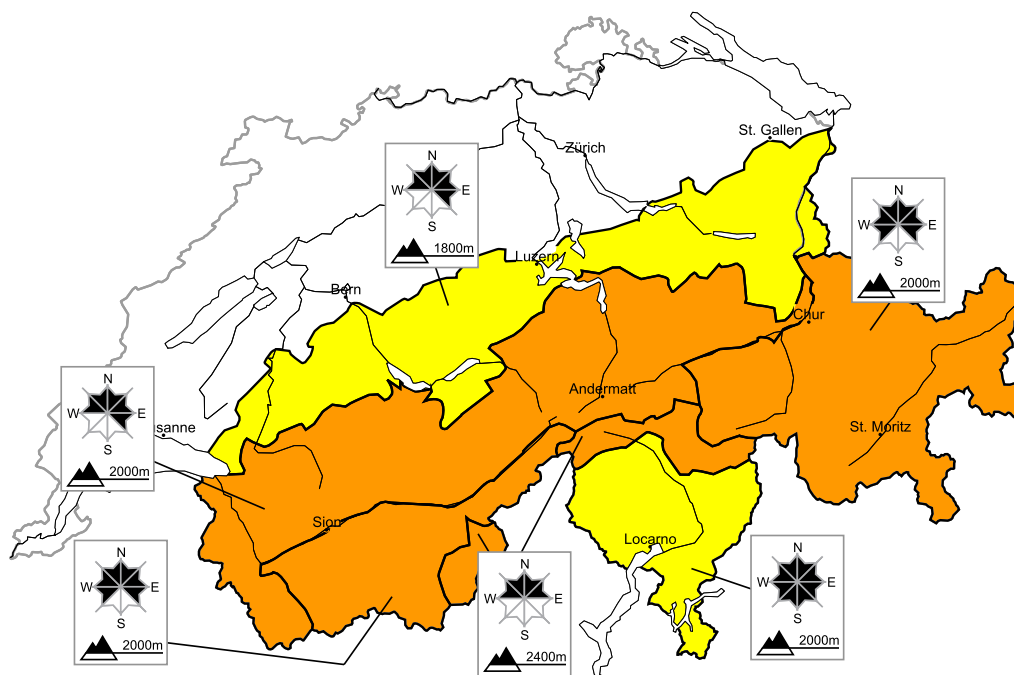 St. Gallen
Zürich
N
W E
S
1800m
N
W E
S
2000m
Luzern
Bern
Chur
Andermatt
N
W E
S
2000m
sanne
St. Moritz
Sion
Locarno
N
W E
S
2000m
N
W E
S
2400m
N
W E
S
2000m